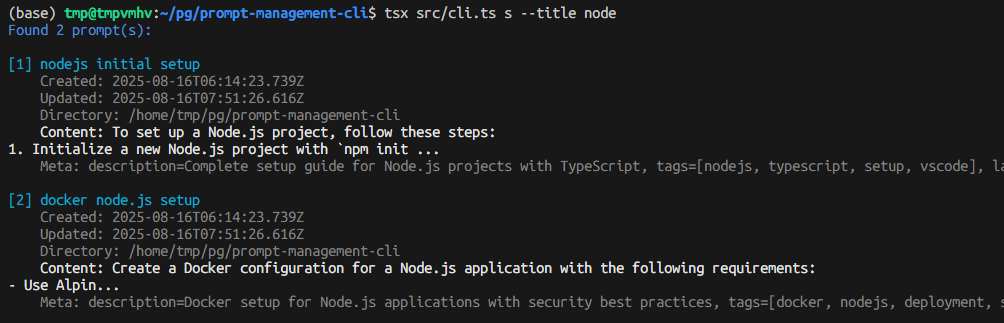 (base) tmp@tmpvmhv:~/pg/prompt-management-cli$ tsx src/cli.ts s --title node
Found 2 prompt(s):
[1] nodejs initial setup
Created: 2025-08-16T06:14:23.739Z
Updated: 2025-08-16T07:51:26.616Z
Directory: /home/tmp/pg/prompt-management-cli
Content: To set up a Node.js project, follow these steps:
1. Initialize a new Node.js project with `npm init ...
Meta: description=Complete setup guide for Node.js projects with TypeScript, tags=[nodejs, typescript, setup, vscode], la
[2] docker node.js setup
Created: 2025-08-16T06:14:23.739Z
Updated: 2025-08-16T07:51:26.616Z
Directory: /home/tmp/pg/prompt-management-cli
Content: Create a Docker configuration for a Node.js application with the following requirements:
- Use Alpin...
Meta: description=Docker setup for Node.js applications with security best practices, tags=[docker, nodejs, deployment, s